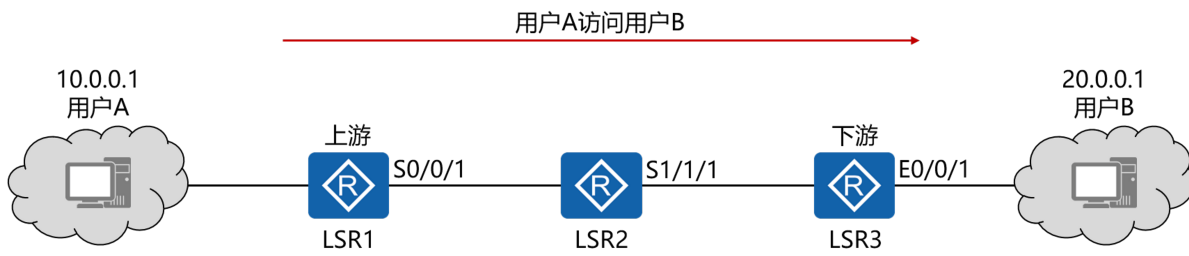 用户A访问用户B
10.0.0.1
用户A
20.0.0.1
用户B
上游
下游
R
S0/0/1
R
S1/1/1
R
E0/0/1
LSR1
LSR2
LSR3